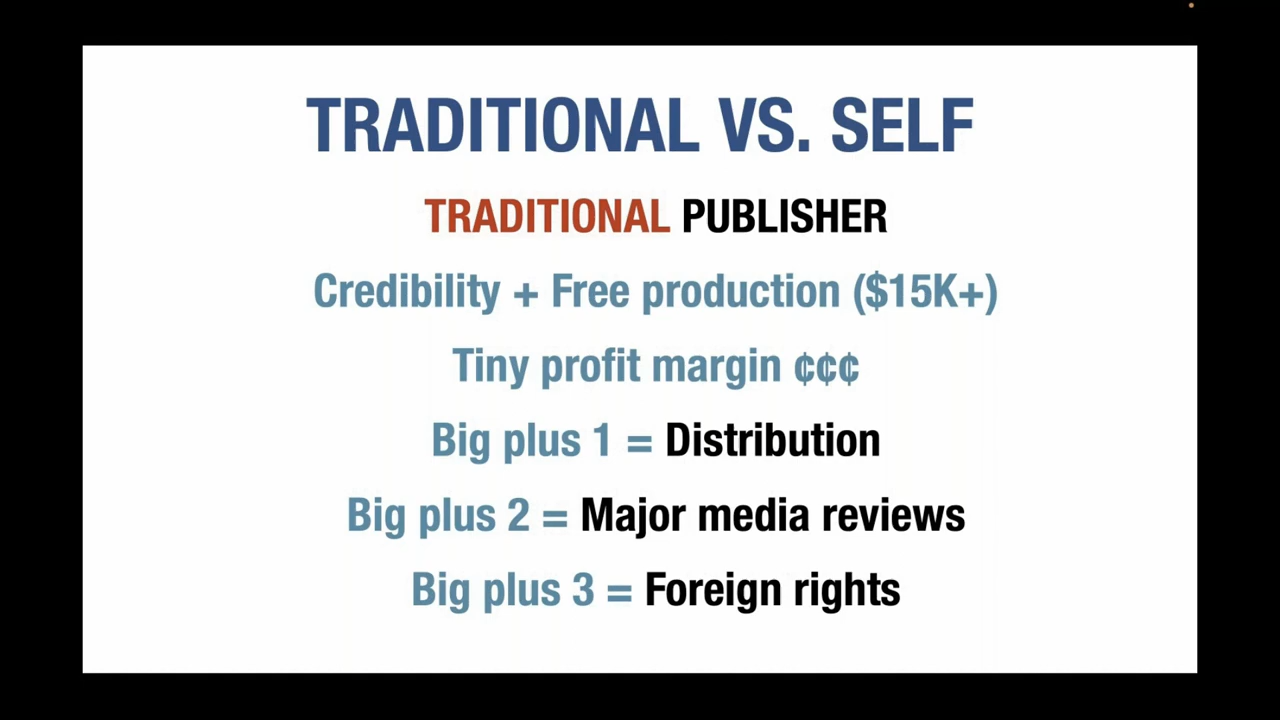 TRADITIONAL VS. SELF
TRADITIONAL PUBLISHER
Credibility + Free production ($15K+)
Tiny profit margin ¢¢¢
Big plus 1 = Distribution
Big plus 2 = Major media reviews
Big plus 3 = Foreign rights